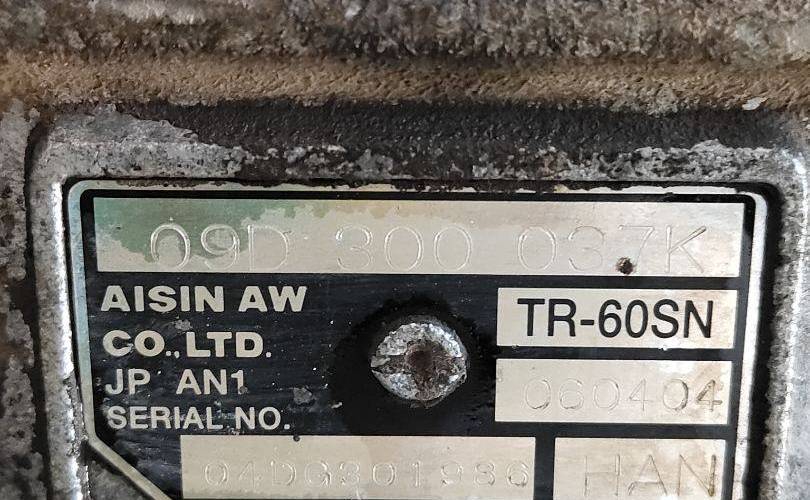 09D 300 037K
AISIN AW
CO.,LTD.
TR-60SN
JP AN1
060404
SERIAL NO.
04DG301986
HAN